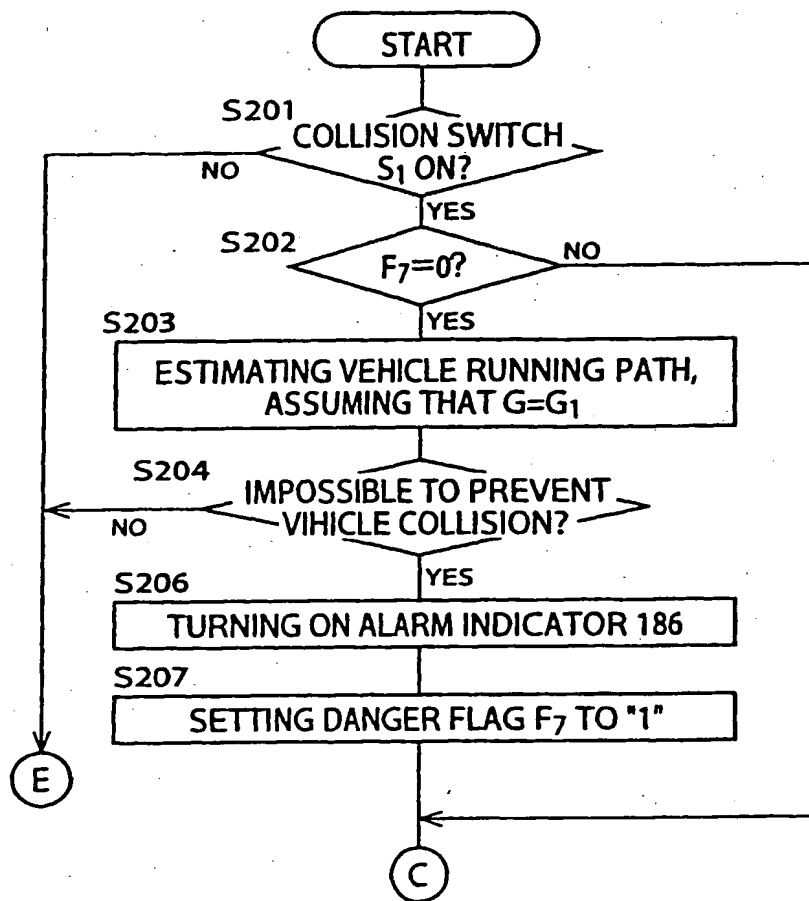 START
S201
COLLISION SWITCH
S1 ON?
NO
YES
S202
F7=0?
NO
YES
S203
ESTIMATING VEHICLE RUNNING PATH,
ASSUMING THAT G=G1
S204
IMPOSSIBLE TO PREVENT
VIHICLE COLLISION?
NO
YES
S206
TURNING ON ALARM INDICATOR 186
S207
SETTING DANGER FLAG F7 TO "1"
E
C